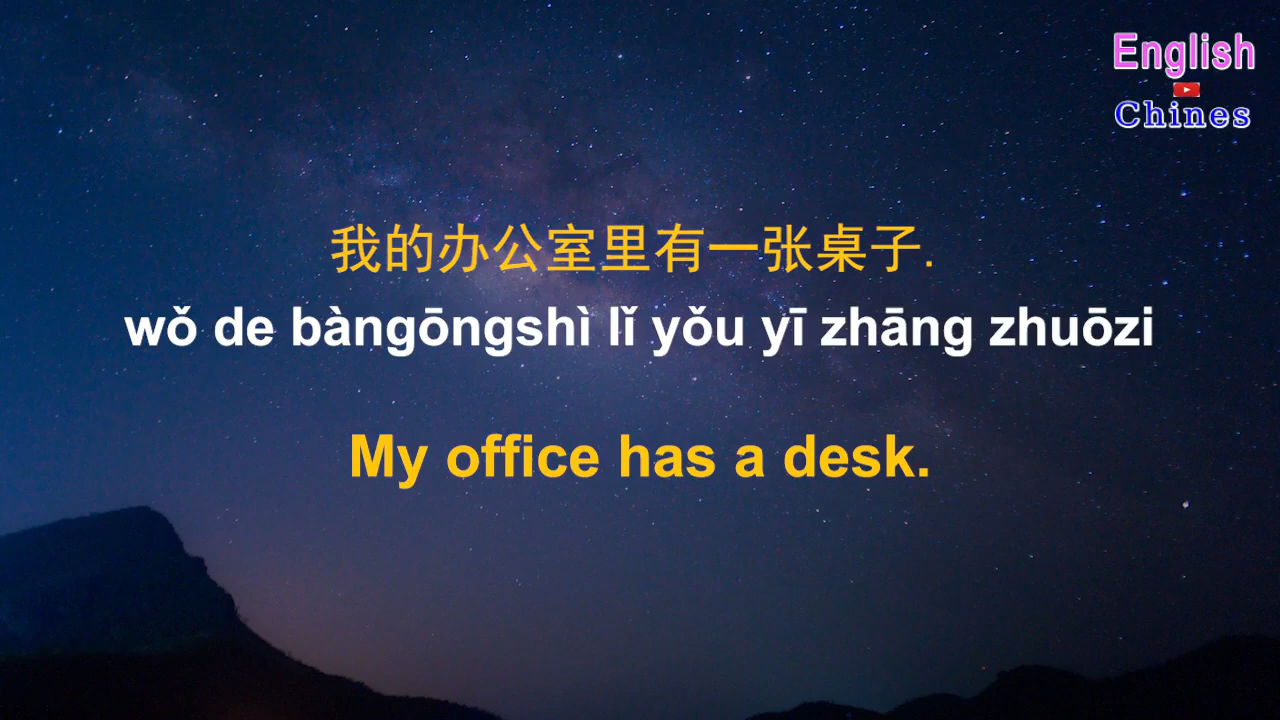 English
Chines
我的办公室里有一张桌子.
wǒ de bàngōngshì lǐ yǒu yī zhāng zhuōzi
My office has a desk.